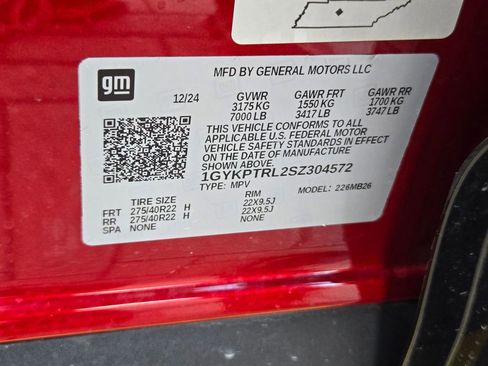 gm
MFD BY GENERAL MOTORS LLC
12/24 GVWR GAWR FRT GAWR RR
3175 KG 1550 KG 1700 KG
7000 LB 3417 LB 3747 LB
THIS VEHICLE CONFORMS TO ALL
APPLICABLE U.S. FEDERAL MOTOR
VEHICLE SAFETY STANDARDS IN EFFECT
ON THE DATE OF MANUFACTURE
SHOWN ABOVE.
1GYKPTRL2SZ304572
TYPE: MPV MODEL: 226MB26
TIRE SIZE RIM
FRT 275/40R22 H 22X9.5J
RR 275/40R22 H 22X9.5J
SPA NONE NONE